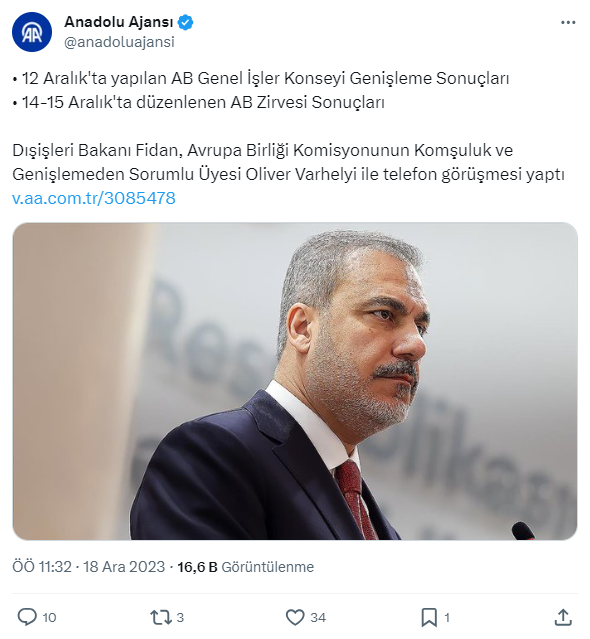 Anadolu Ajansı
@anadoluajansi
• 12 Aralık'ta yapılan AB Genel İşler Konseyi Genişleme Sonuçları
• 14-15 Aralık'ta düzenlenen AB Zirvesi Sonuçları
Dışişleri Bakanı Fidan, Avrupa Birliği Komisyonunun Komşuluk ve
Genişlemeden Sorumlu Üyesi Oliver Varhelyi ile telefon görüşmesi yaptı
v.aa.com.tr/3085478
ÖÖ 11:32 · 18 Ara 2023 · 16,6 B Görüntülenme
10 3 34 1